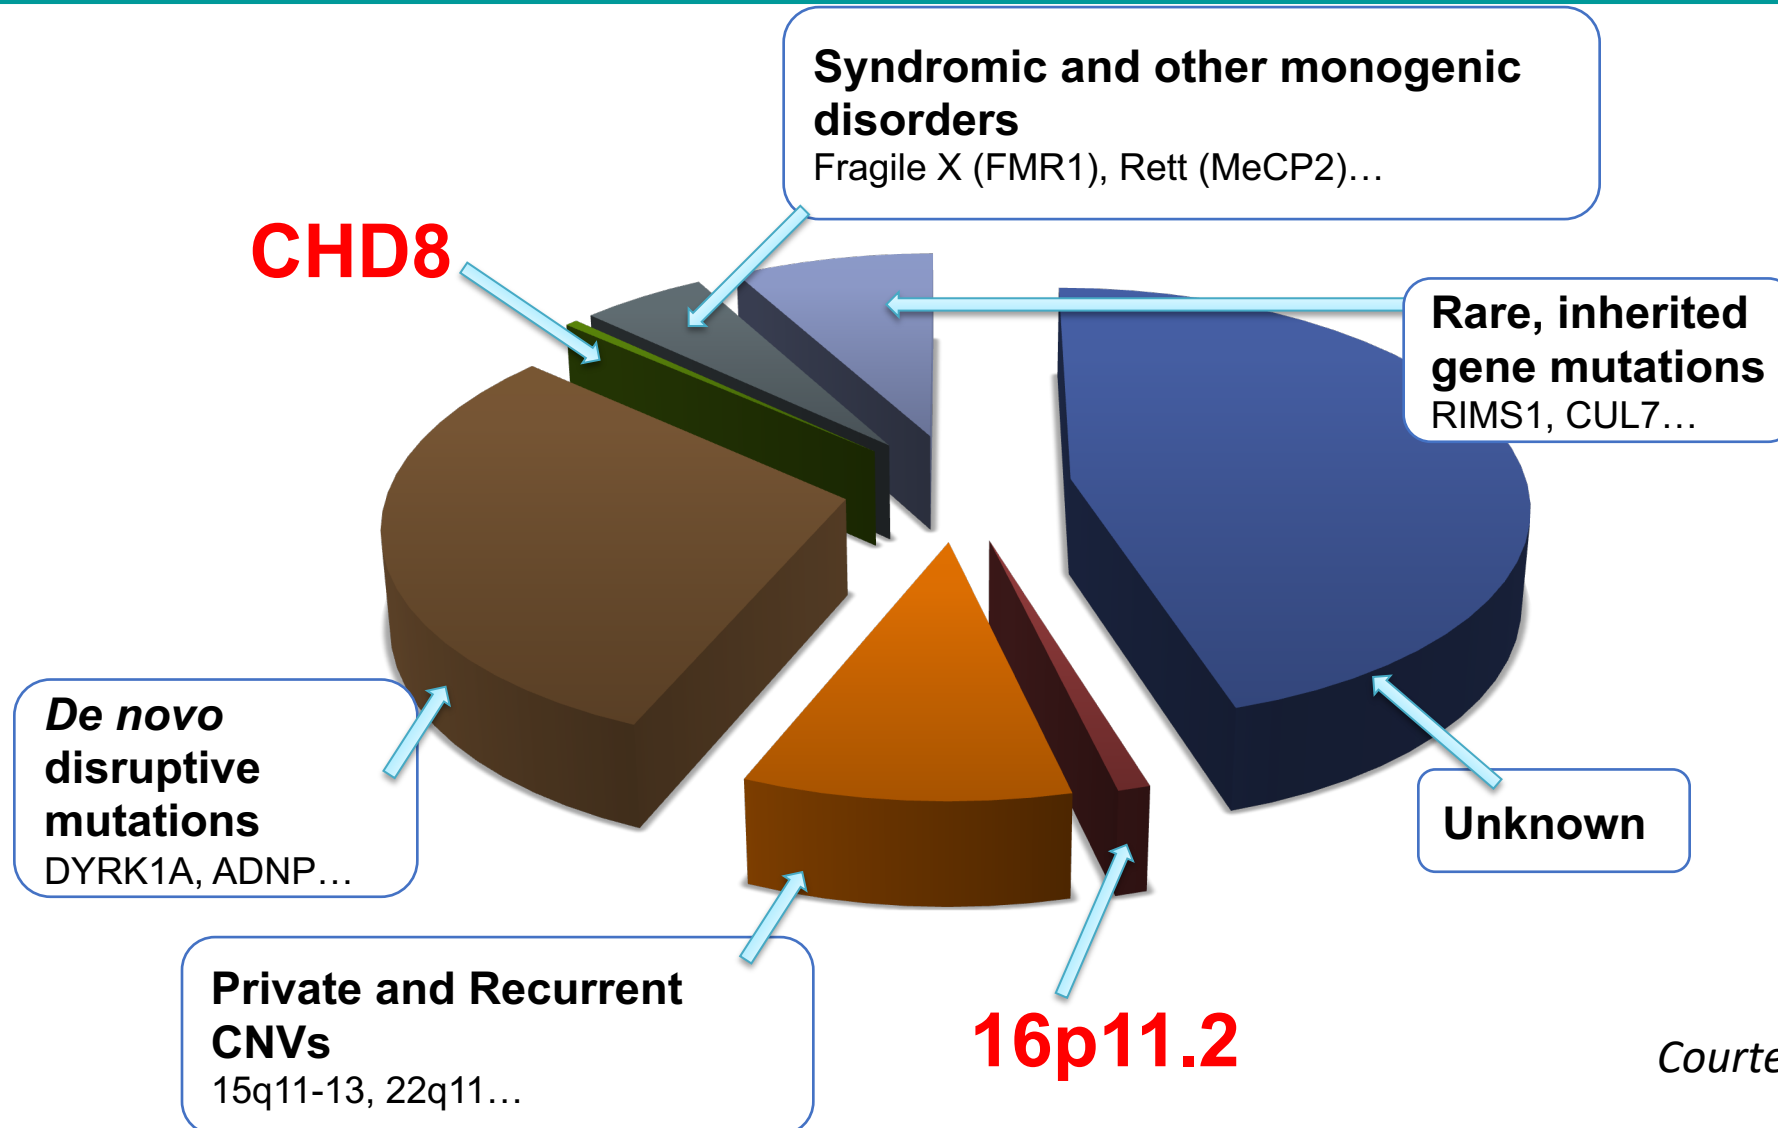 Syndromic and other monogenic
disorders
Fragile X (FMR1), Rett (MeCP2)…
CHD8
Rare, inherited
gene mutations
RIMS1, CUL7…
De novo
disruptive
mutations
DYRK1A, ADNP…
Unknown
Private and Recurrent
CNVs
15q11-13, 22q11…
16p11.2